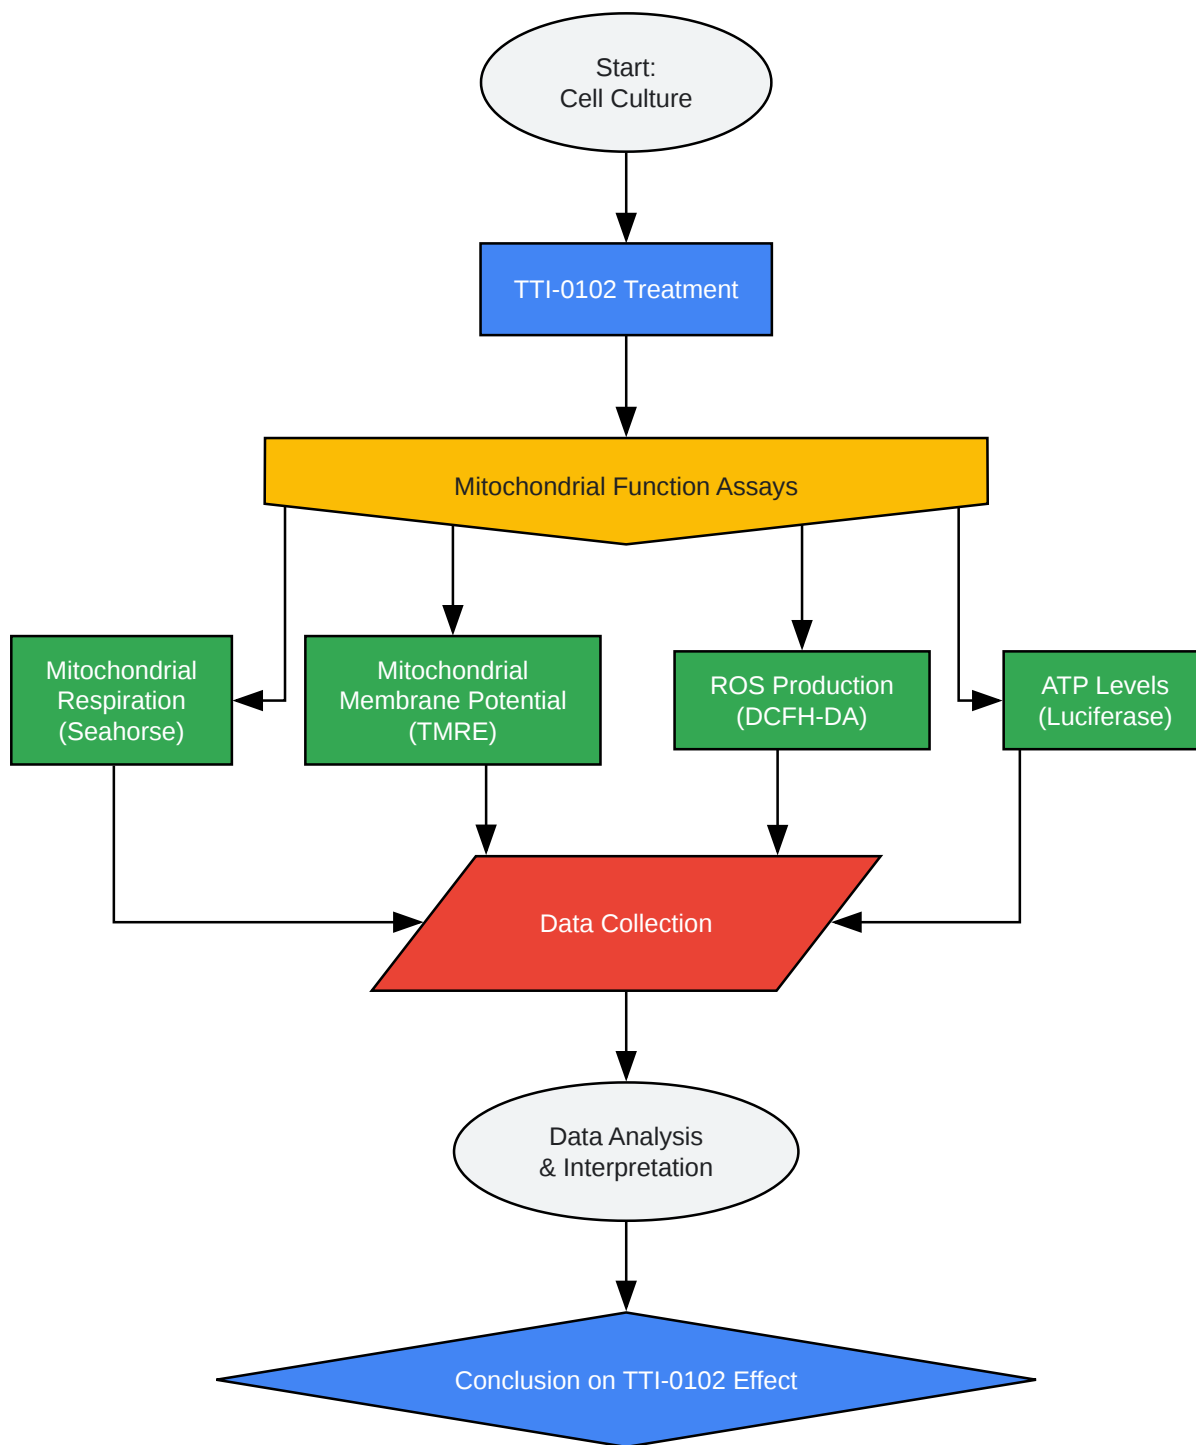 Start:
Cell Culture
TTI-0102 Treatment
Mitochondrial Function Assays
Mitochondrial
Respiration
(Seahorse)
Mitochondrial
Membrane Potential
(TMRE)
ROS Production
(DCFH-DA)
ATP Levels
(Luciferase)
Data Collection
Data Analysis
& Interpretation
Conclusion on TTI-0102 Effect